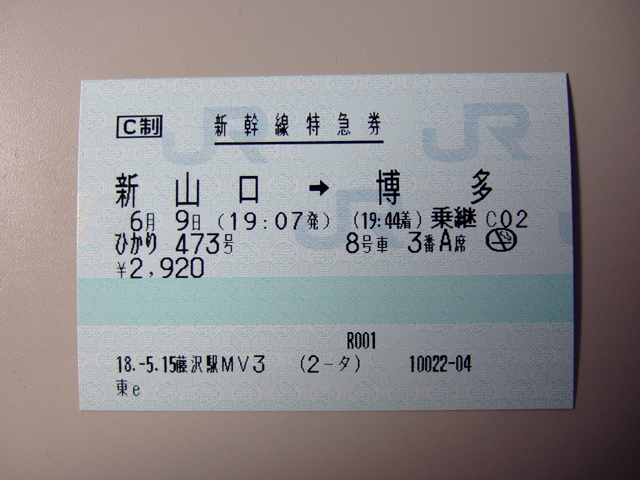 C制 新幹線特急券
新山口 → 博多
6月 9日 (19:07発) (19:44着) 乗継 C02
ひかり 473号 8号車 3番A席
¥2,920
R001
18.-5.15藤沢駅MV3 (2-タ) 10022-04
東e
JR JR JR